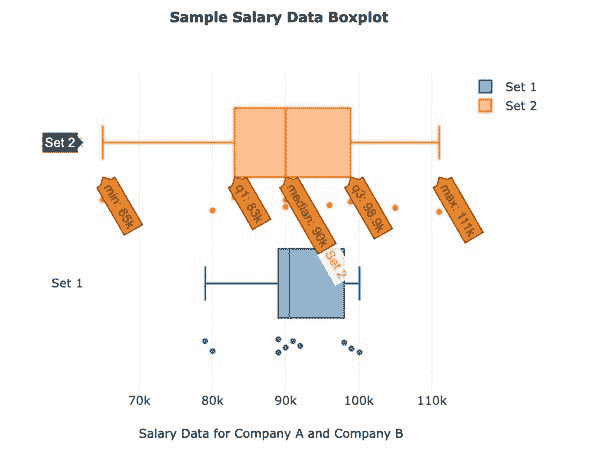 Sample Salary Data Boxplot
Set 1
Set 2
Set 2
min: 65k
q1: 83k
median: 90k
q3: 98.9k
max: 111k
Set 2
Set 1
70k 80k 90k 100k 110k
Salary Data for Company A and Company B